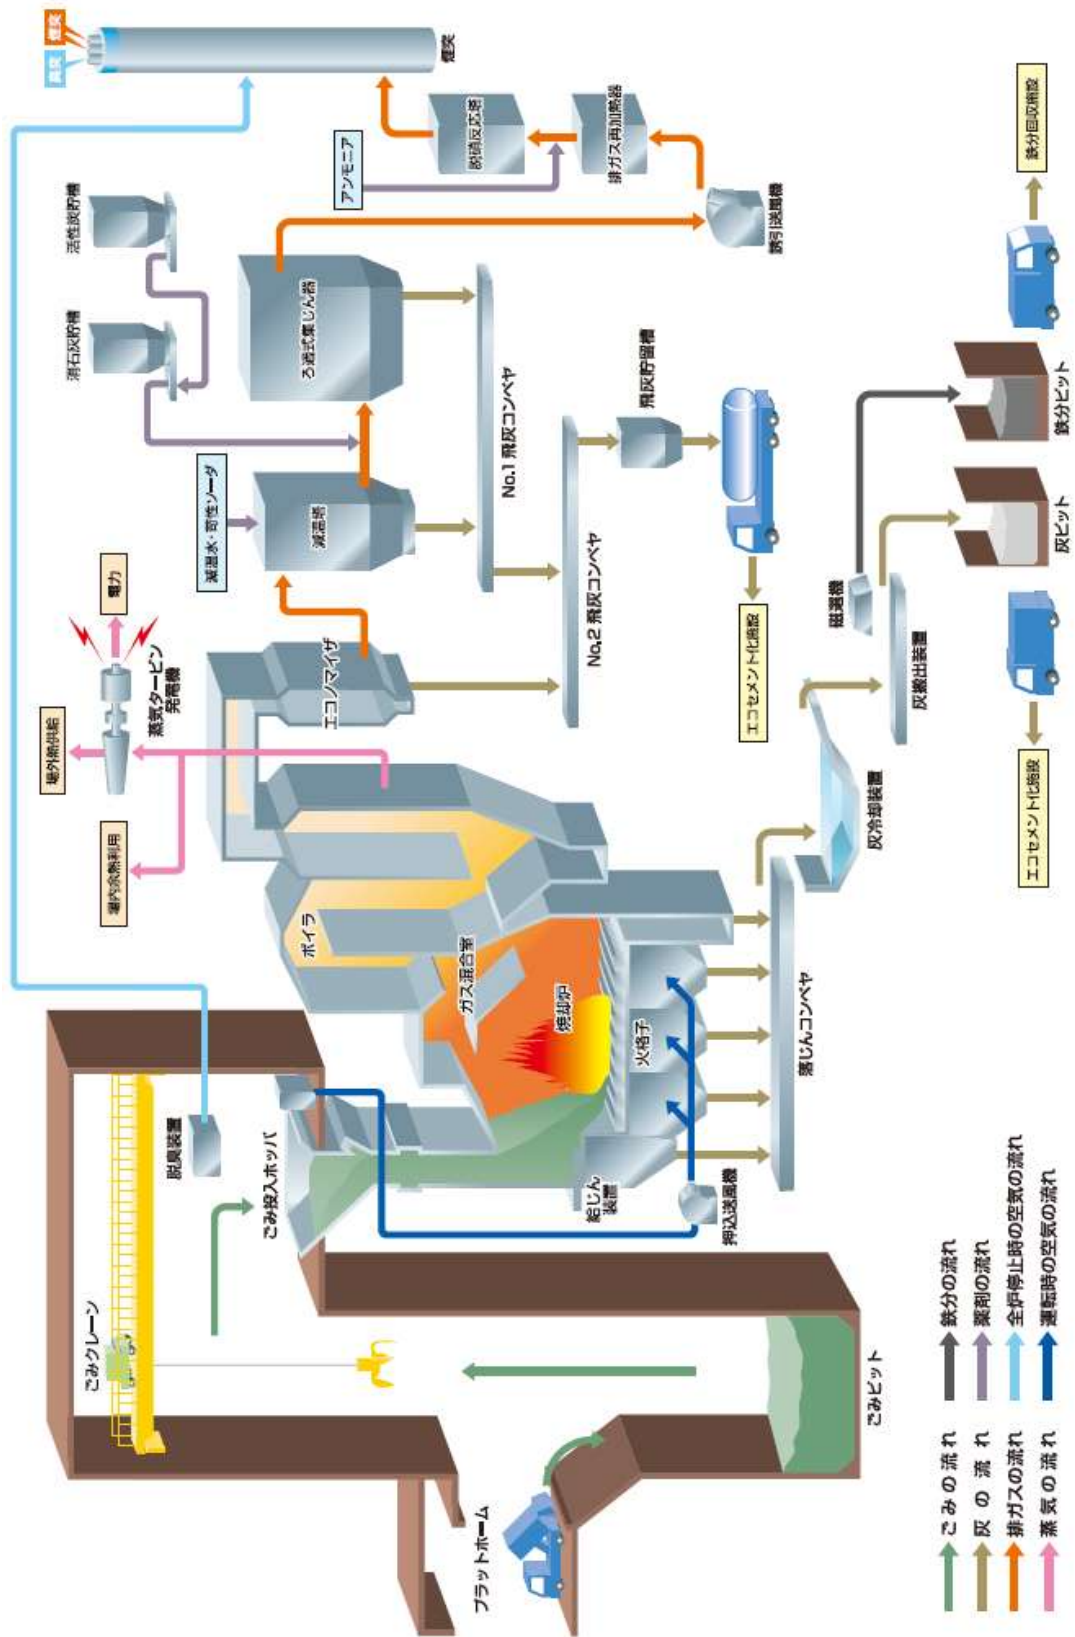 ごみクレーン
プラットホーム
ごみピット
脱臭装置
ごみ投入ホッパ
給じん
装置
押込送風機
ボイラ
ガス混合室
焼却炉
火格子
落じんコンベヤ
灰冷却装置
場内余熱利用
場外熱供給
電力
蒸気タービン
発電機
エコノマイザ
減温水・苛性ソーダ
減温塔
消石灰貯槽
活性炭貯槽
ろ過式集じん器
No.1 飛灰コンベヤ
No.2 飛灰コンベヤ
飛灰貯留槽
エコセメント化施設
アンモニア
誘引送風機
排ガス再加熱器
脱硝反応塔
煙突
煙突
灰搬出装置
磁選機
灰ピット
鉄分ピット
エコセメント化施設
鉄分回収施設
ごみの流れ
灰の流れ
排ガスの流れ
蒸気の流れ
鉄分の流れ
薬剤の流れ
全炉停止時の空気の流れ
運転時の空気の流れ